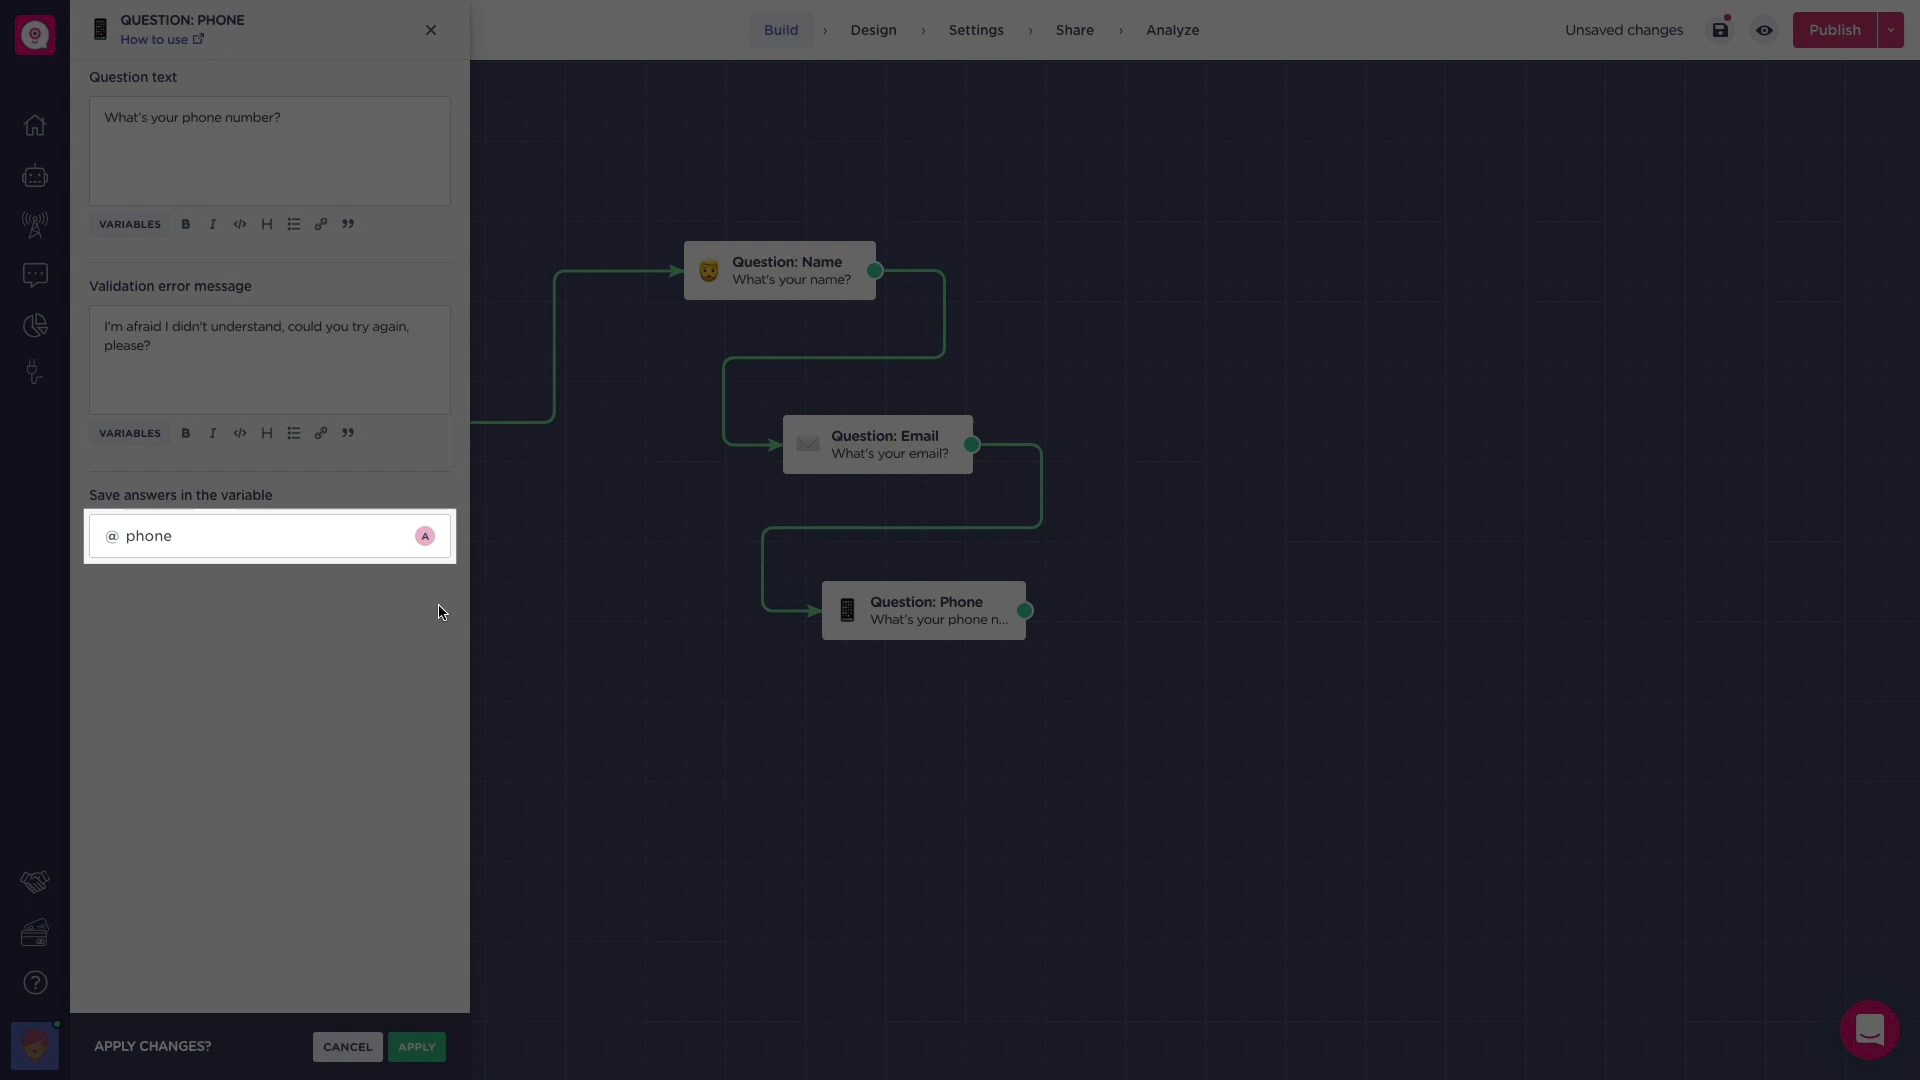 QUESTION: PHONE
How to use
Build
Design
Settings
Share
Analyze
Unsaved changes
Publish
Question text
What's your phone number?
VARIABLES B I </> H
Validation error message
I'm afraid I didn't understand, could you try again,
please?
VARIABLES B I </> H
Save answers in the variable
@ phone A
Question: Name
What's your name?
Question: Email
What's your email?
Question: Phone
What's your phone n...
APPLY CHANGES?
CANCEL
APPLY